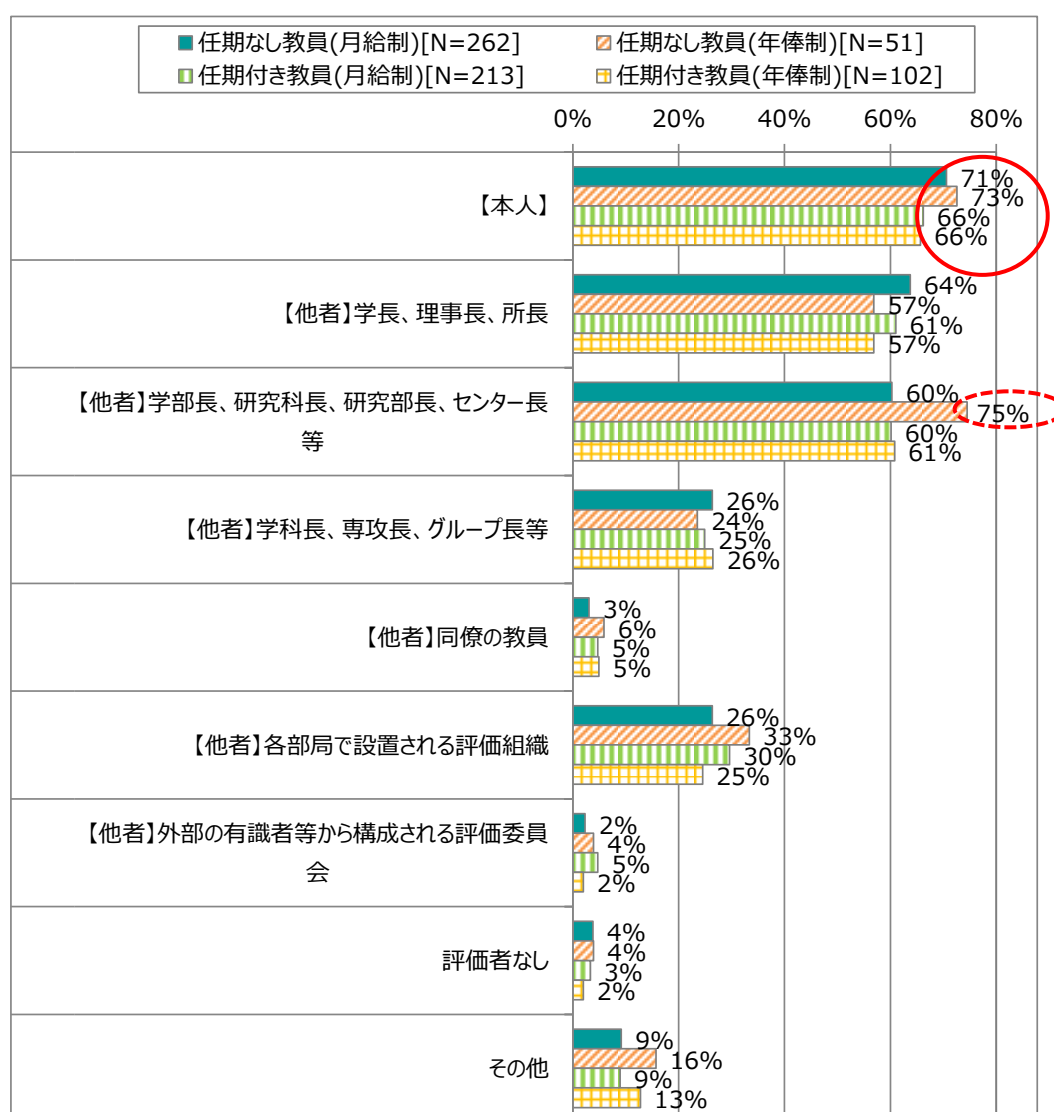 任期なし教員(月給制)[N=262]
任期なし教員(年俸制)[N=51]
任期付き教員(月給制)[N=213]
任期付き教員(年俸制)[N=102]
0% 20% 40% 60% 80%
【本人】
71%
73%
66%
66%
【他者】学長、理事長、所長
64%
57%
61%
57%
【他者】学部長、研究科長、研究部長、センター長
等
60%
75%
60%
61%
【他者】学科長、専攻長、グループ長等
26%
24%
25%
26%
【他者】同僚の教員
3%
6%
5%
5%
【他者】各部局で設置される評価組織
26%
33%
30%
25%
【他者】外部の有識者等から構成される評価委員
会
2%
4%
5%
2%
評価者なし
4%
4%
3%
2%
その他
9%
16%
9%
13%